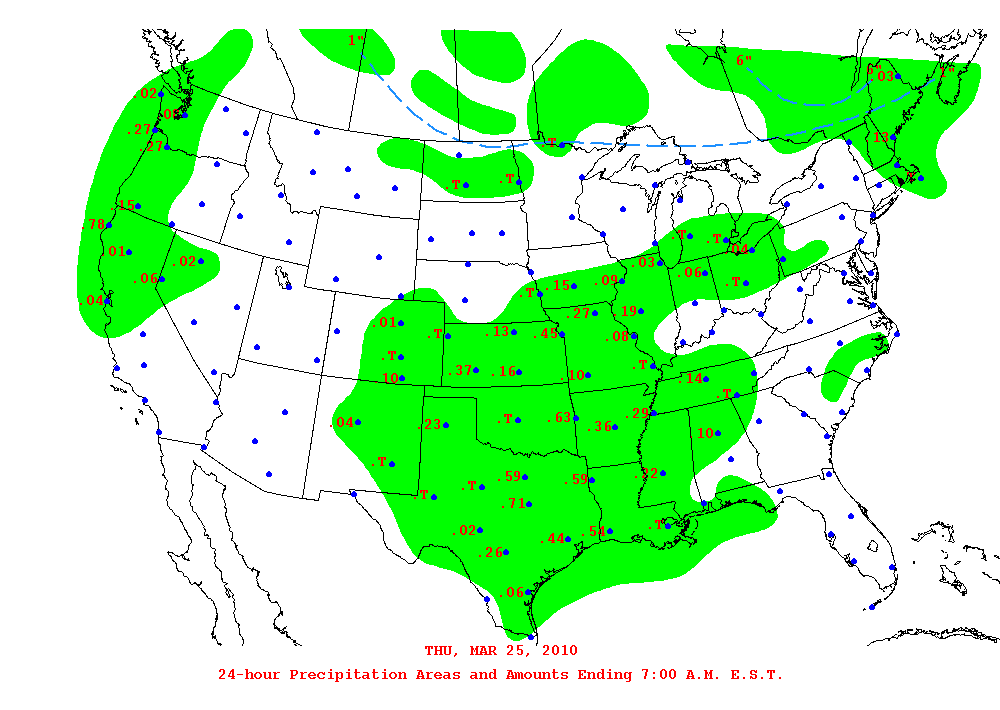 1"
6"
6"
1"
.03
.02
.05
.27
.27
.13
.T
.T
.T
.15
.78
.01
.02
.06
.04
.T
.T
.04
.03
.06
.T
.15
.09
.T
.27
.19
.01
.T
.13
.45
.08
.T
.T
.37
.16
.10
.10
.14
.T
.04
.23
.T
.63
.36
.29
.10
.T
.59
.59
.22
.T
.T
.71
.02
.44
.54
.T
.26
.06
THU, MAR 25, 2010
24-hour Precipitation Areas and Amounts Ending 7:00 A.M. E.S.T.